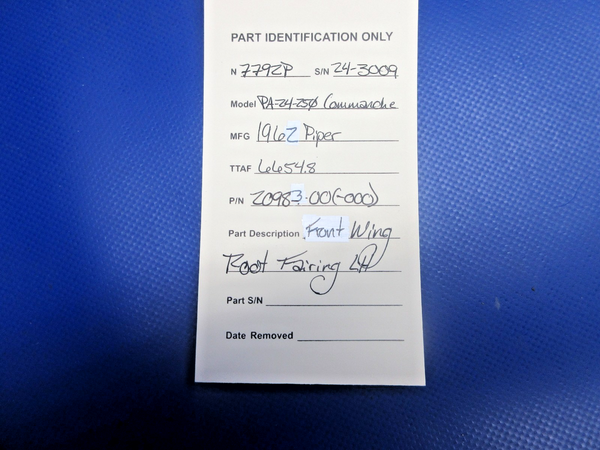 PART IDENTIFICATION ONLY
N 7792P S/N 24-3009
Model PA-24-250 Commanche
MFG 1962 Piper
TTAF 6654.8
P/N 20983-00(-000)
Part Description Front Wing
Root Fairing LH
Part S/N
Date Removed